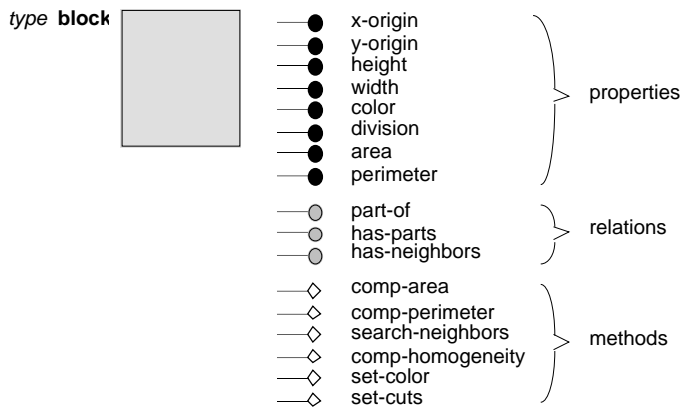 type block
x-origin
y-origin
height
width
color
division
area
perimeter
properties
part-of
has-parts
has-neighbors
relations
comp-area
comp-perimeter
search-neighbors
comp-homogeneity
set-color
set-cuts
methods